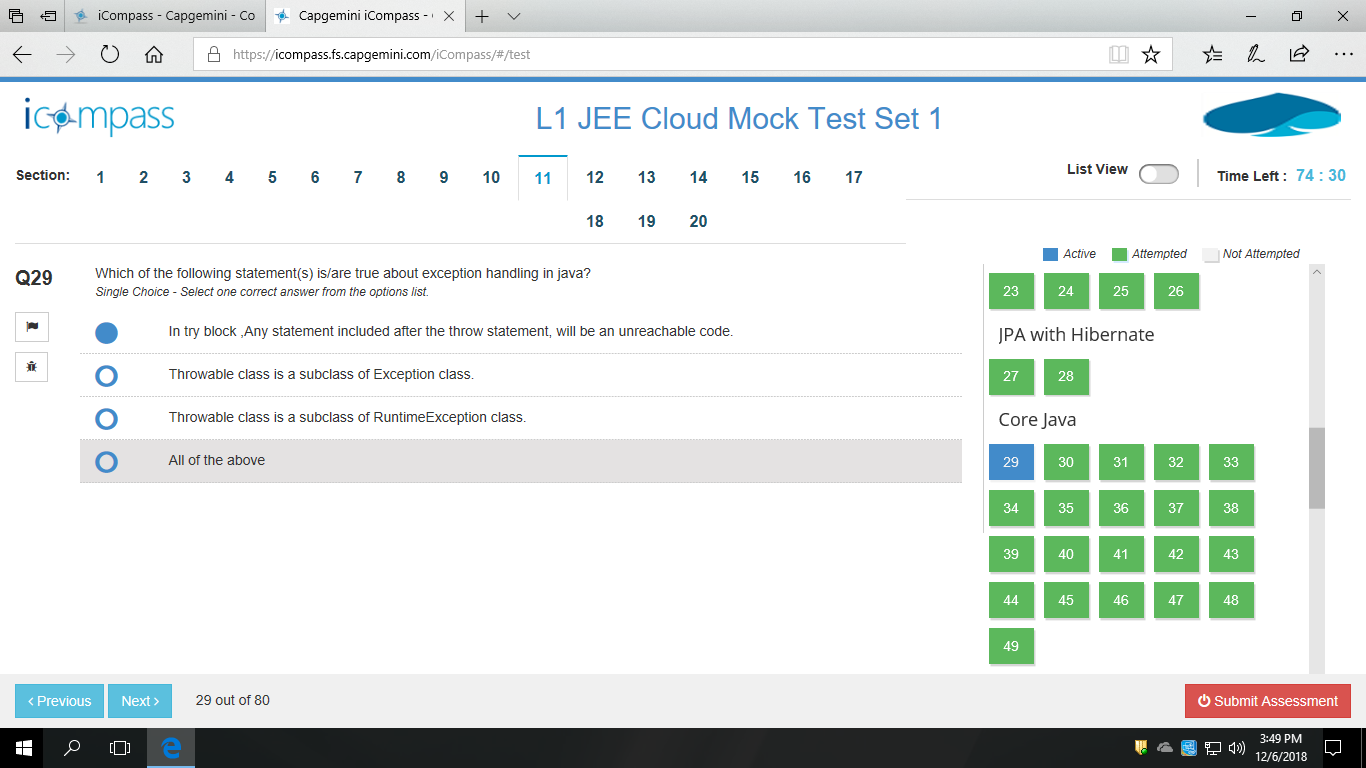 iCompass - Capgemini - Co
Capgemini iCompass -
https://icompass.fs.capgemini.com/iCompass/#/test
icompass
L1 JEE Cloud Mock Test Set 1
Section: 1 2 3 4 5 6 7 8 9 10 11 12 13 14 15 16 17
18 19 20
List View
Time Left : 74 : 30
Active Attempted Not Attempted
Q29
Which of the following statement(s) is/are true about exception handling in java?
Single Choice - Select one correct answer from the options list.
In try block ,Any statement included after the throw statement, will be an unreachable code.
Throwable class is a subclass of Exception class.
Throwable class is a subclass of RuntimeException class.
All of the above
23 24 25 26
JPA with Hibernate
27 28
Core Java
29 30 31 32 33
34 35 36 37 38
39 40 41 42 43
44 45 46 47 48
49
Previous
Next
29 out of 80
Submit Assessment
3:49 PM
12/6/2018